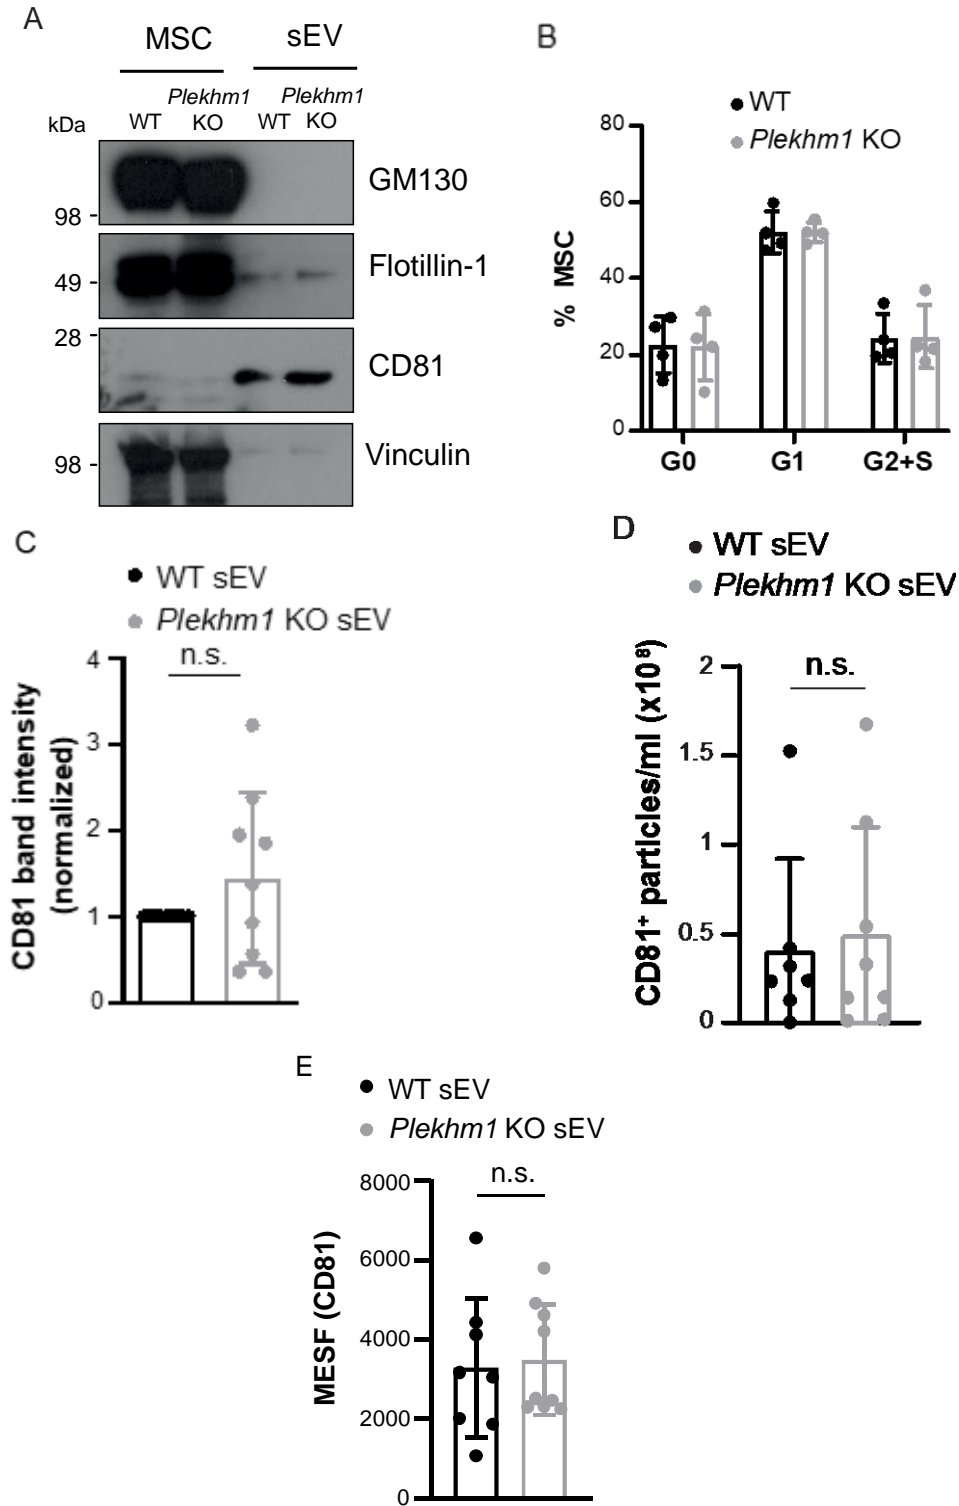 A
MSC sEV
kDa WT Plekhm1 KO WT Plekhm1 KO
GM130
98
Flotillin-1
49
28
CD81
98
Vinculin
B
WT
Plekhm1 KO
% MSC
80
60
40
20
0
G0 G1 G2+S
C
WT sEV
Plekhm1 KO sEV
n.s.
CD81 band intensity
(normalized)
4
3
2
1
0
D
WT sEV
Plekhm1 KO sEV
n.s.
CD81⁺ particles/ml (x10⁸)
2
1.5
1
0.5
0
E
WT sEV
Plekhm1 KO sEV
n.s.
MESF (CD81)
8000
6000
4000
2000
0